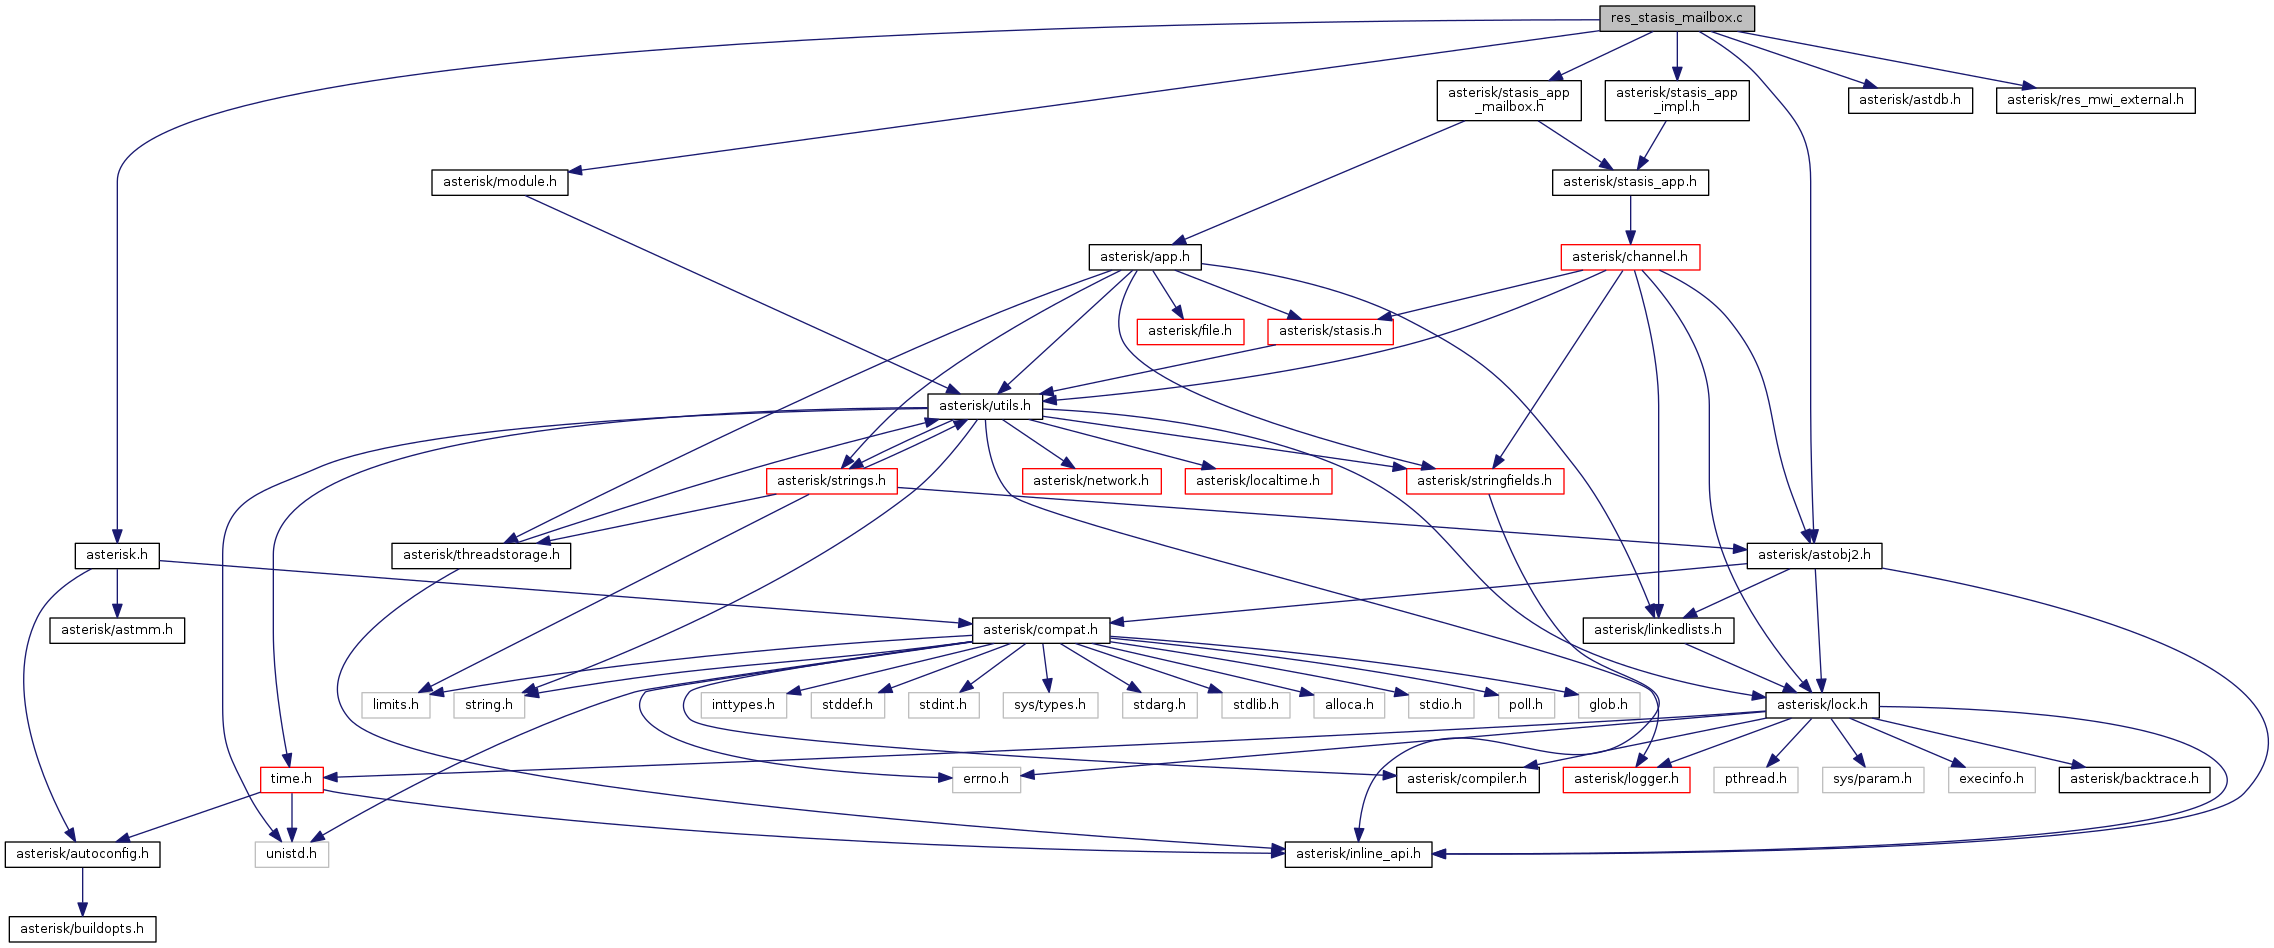 res_stasis_mailbox.c
asterisk/stasis_app
_mailbox.h
asterisk/stasis_app
_impl.h
asterisk/astdb.h
asterisk/res_mwi_external.h
asterisk/module.h
asterisk/stasis_app.h
asterisk/app.h
asterisk/channel.h
asterisk/file.h
asterisk/stasis.h
asterisk/utils.h
asterisk/strings.h
asterisk/network.h
asterisk/localtime.h
asterisk/stringfields.h
asterisk.h
asterisk/threadstorage.h
asterisk/astobj2.h
asterisk/astmm.h
asterisk/compat.h
asterisk/linkedlists.h
limits.h
string.h
inttypes.h
stddef.h
stdint.h
sys/types.h
stdarg.h
stdlib.h
alloca.h
stdio.h
poll.h
glob.h
asterisk/lock.h
time.h
errno.h
asterisk/compiler.h
asterisk/logger.h
pthread.h
sys/param.h
execinfo.h
asterisk/backtrace.h
asterisk/autoconfig.h
unistd.h
asterisk/inline_api.h
asterisk/buildopts.h